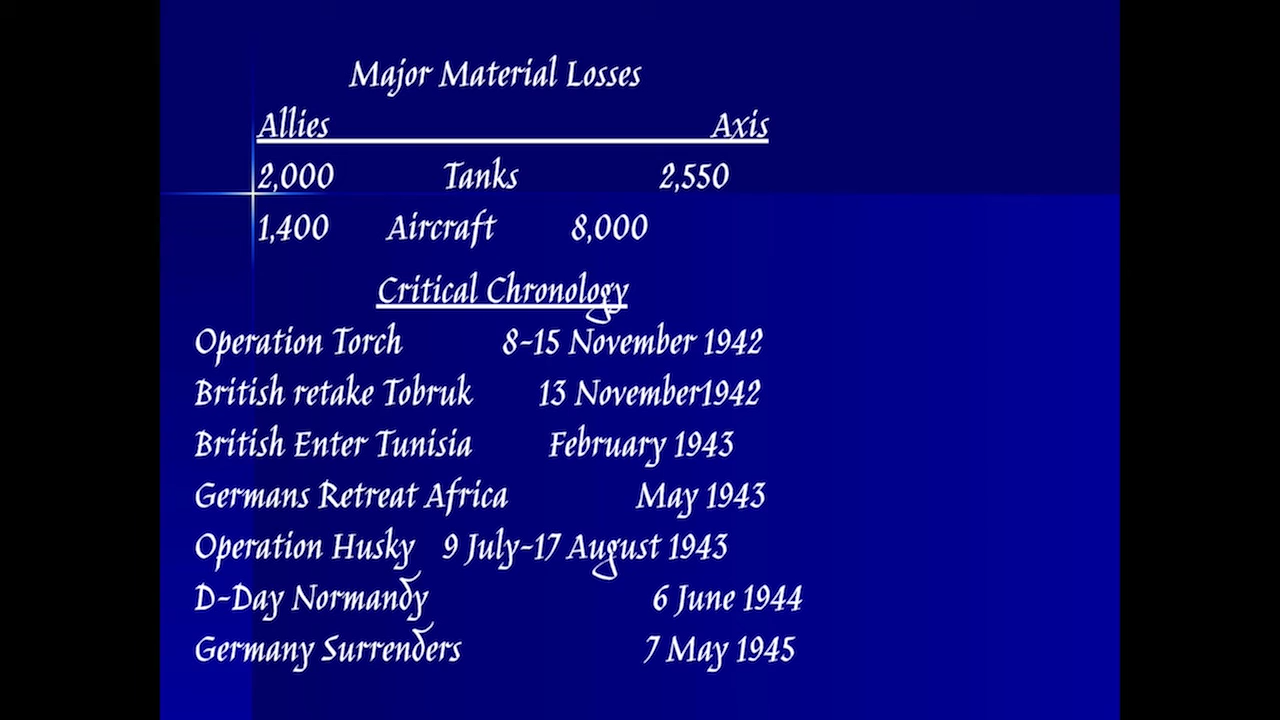 Major Material Losses
Allies Axis
2,000 Tanks 2,550
1,400 Aircraft 8,000
Critical Chronology
Operation Torch 8-15 November 1942
British retake Tobruk 13 November1942
British Enter Tunisia February 1943
Germans Retreat Africa May 1943
Operation Husky 9 July-17 August 1943
D-Day Normandy 6 June 1944
Germany Surrenders 7 May 1945